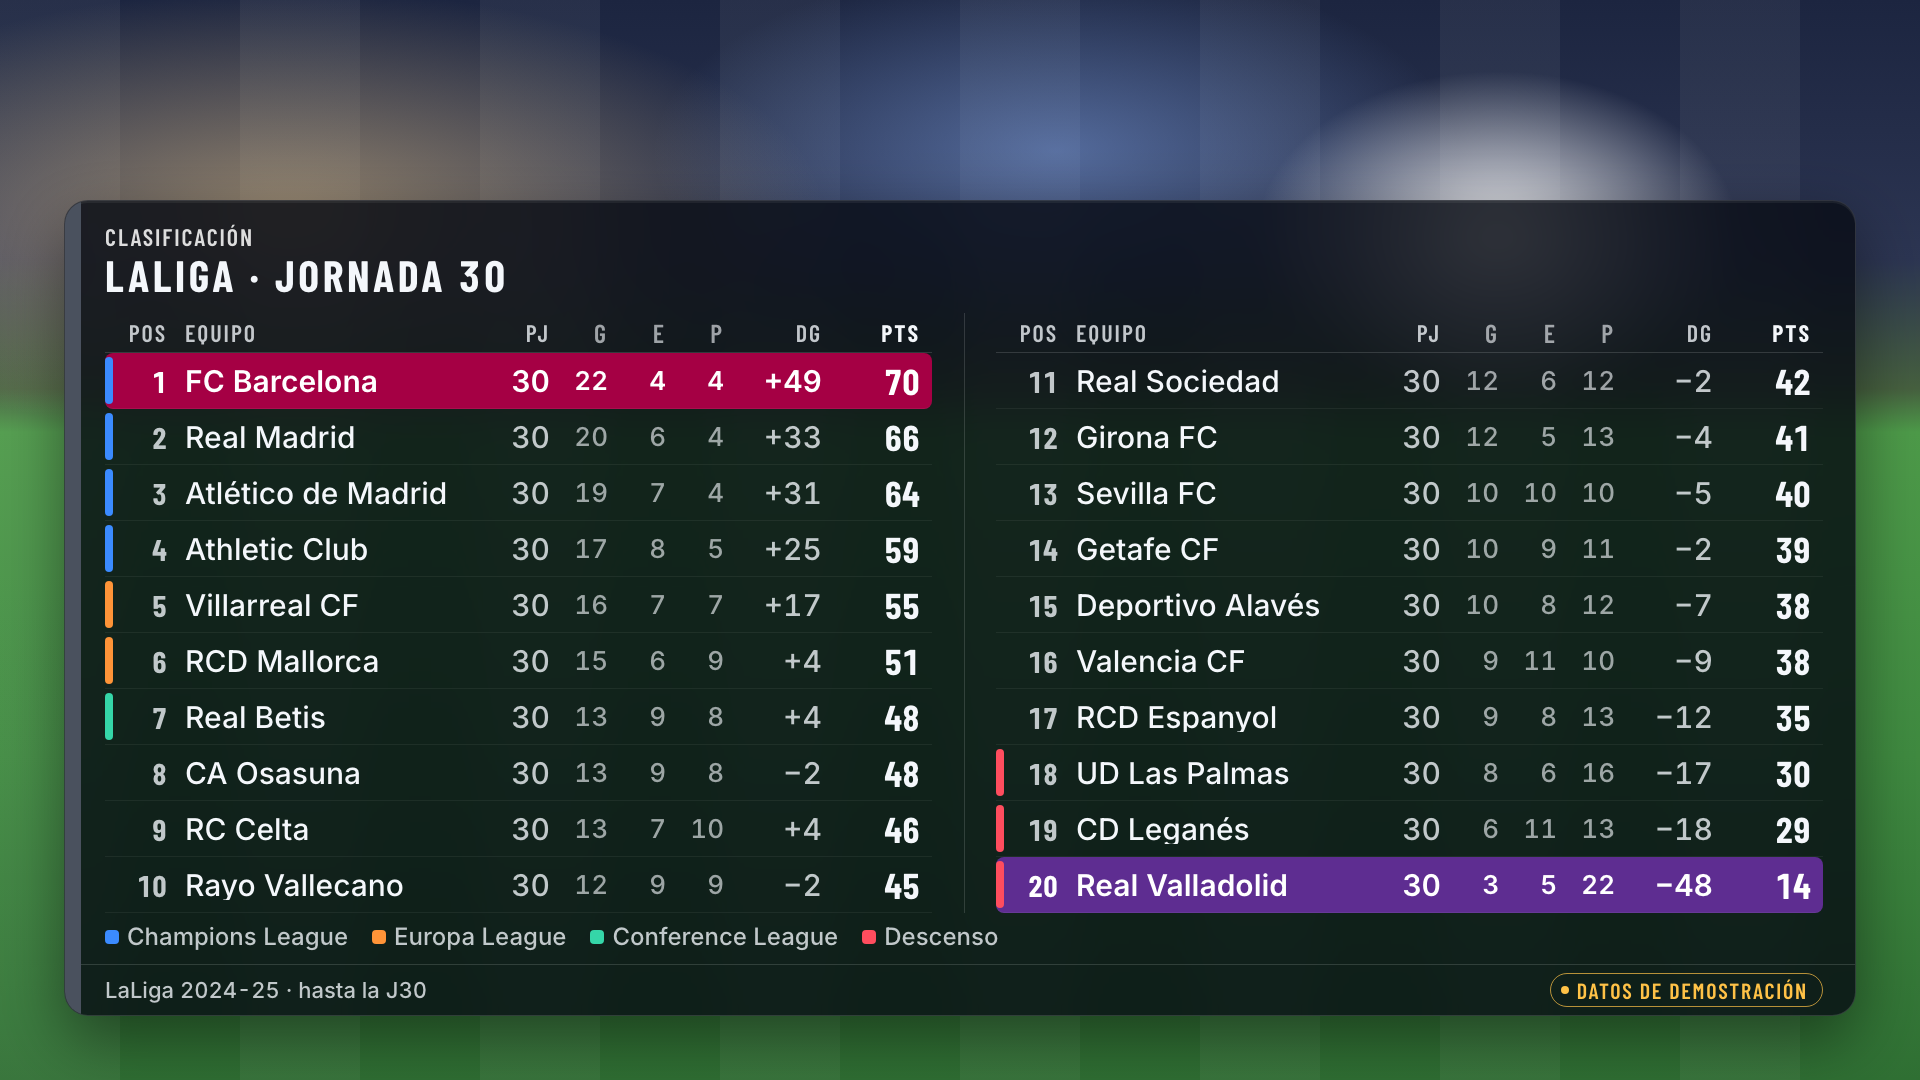 CLASIFICACIÓN
LALIGA · JORNADA 30
POS EQUIPO PJ G E P DG PTS
1 FC Barcelona 30 22 4 4 +49 70
2 Real Madrid 30 20 6 4 +33 66
3 Atlético de Madrid 30 19 7 4 +31 64
4 Athletic Club 30 17 8 5 +25 59
5 Villarreal CF 30 16 7 7 +17 55
6 RCD Mallorca 30 15 6 9 +4 51
7 Real Betis 30 13 9 8 +4 48
8 CA Osasuna 30 13 9 8 −2 48
9 RC Celta 30 13 7 10 +4 46
10 Rayo Vallecano 30 12 9 9 −2 45
POS EQUIPO PJ G E P DG PTS
11 Real Sociedad 30 12 6 12 −2 42
12 Girona FC 30 12 5 13 −4 41
13 Sevilla FC 30 10 10 10 −5 40
14 Getafe CF 30 10 9 11 −2 39
15 Deportivo Alavés 30 10 8 12 −7 38
16 Valencia CF 30 9 11 10 −9 38
17 RCD Espanyol 30 9 8 13 −12 35
18 UD Las Palmas 30 8 6 16 −17 30
19 CD Leganés 30 6 11 13 −18 29
20 Real Valladolid 30 3 5 22 −48 14
Champions League Europa League Conference League Descenso
LaLiga 2024-25 · hasta la J30
DATOS DE DEMOSTRACIÓN